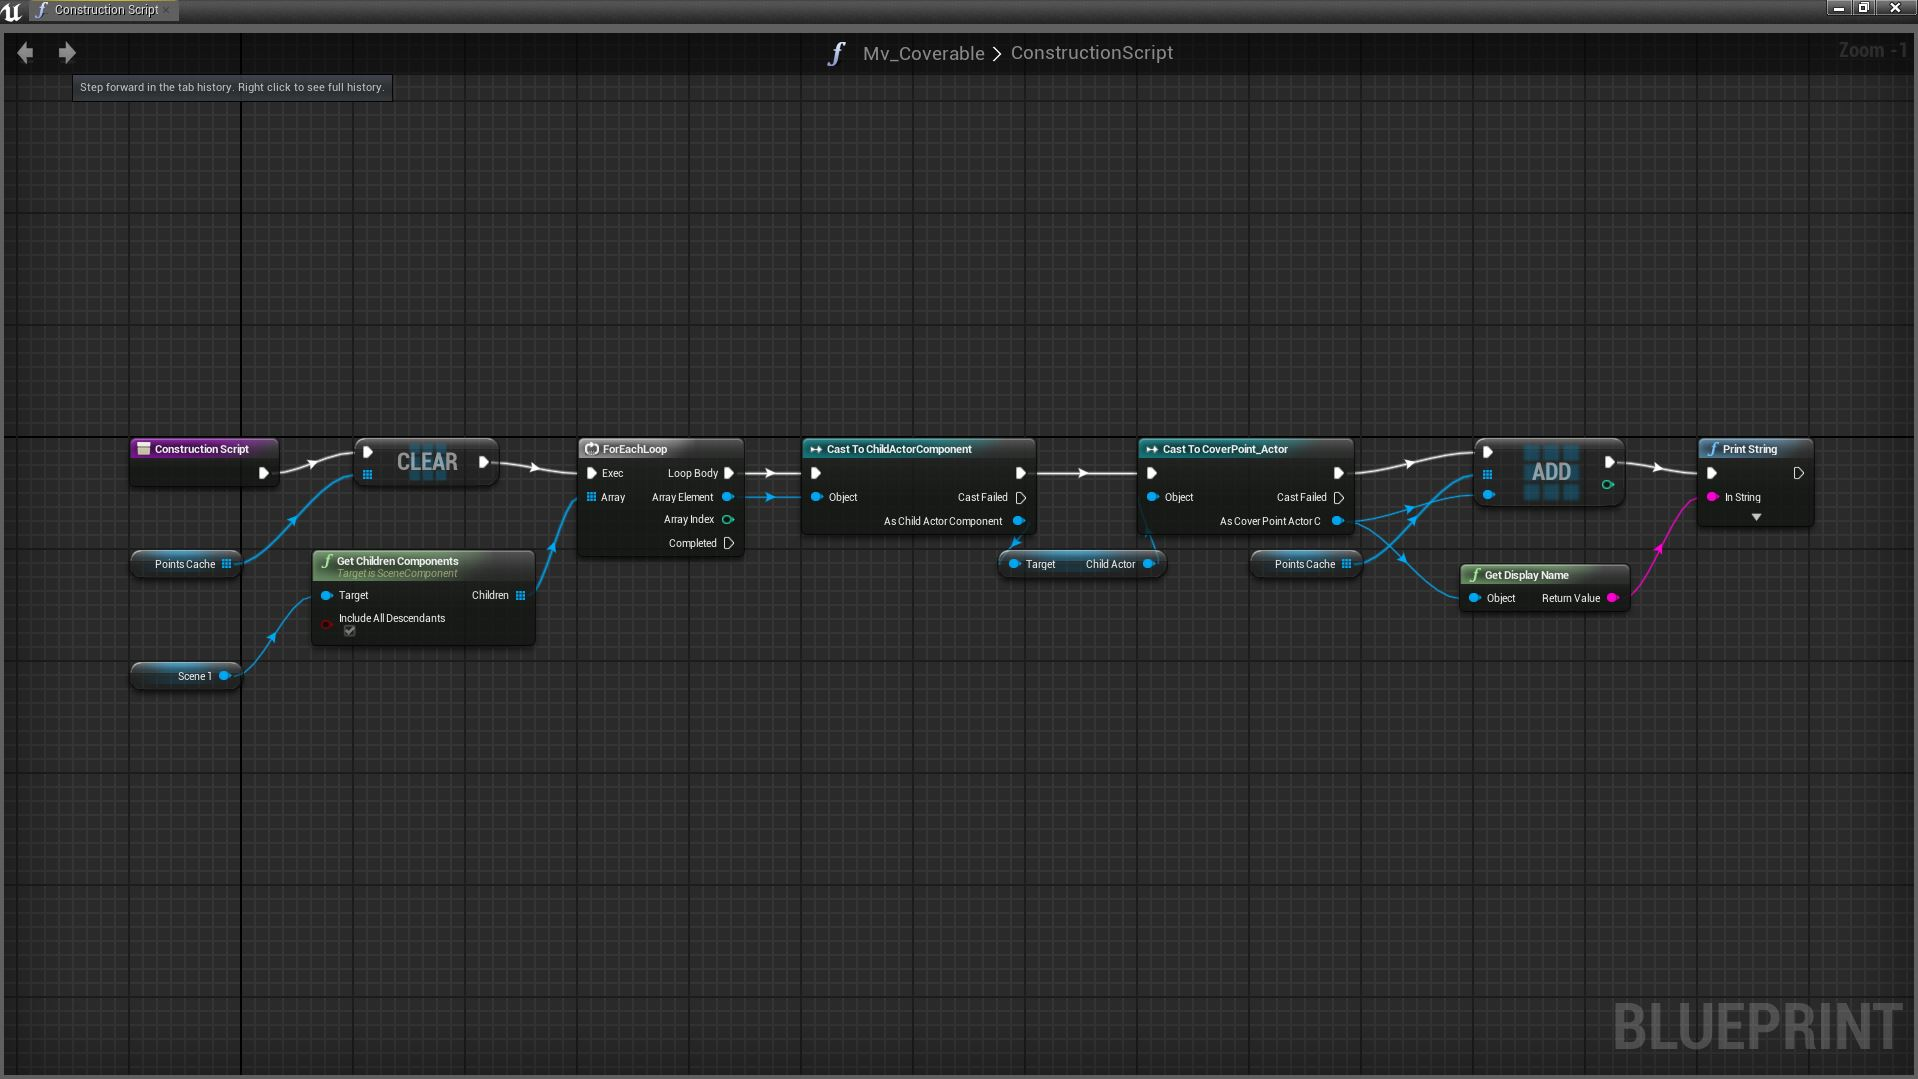 Construction Script
Mv_Coverable > ConstructionScript
Zoom -1
Step forward in the tab history. Right click to see full history.
Construction Script
CLEAR
Points Cache
Scene 1
Get Children Components
Target is SceneComponent
Target
Children
Include All Descendants
ForEachLoop
Exec
Loop Body
Array
Array Element
Array Index
Completed
Cast To ChildActorComponent
Object
Cast Failed
As Child Actor Component
Target
Child Actor
Cast To CoverPoint_Actor
Object
Cast Failed
As Cover Point Actor C
Points Cache
ADD
Get Display Name
Object
Return Value
Print String
In String
BLUEPRINT